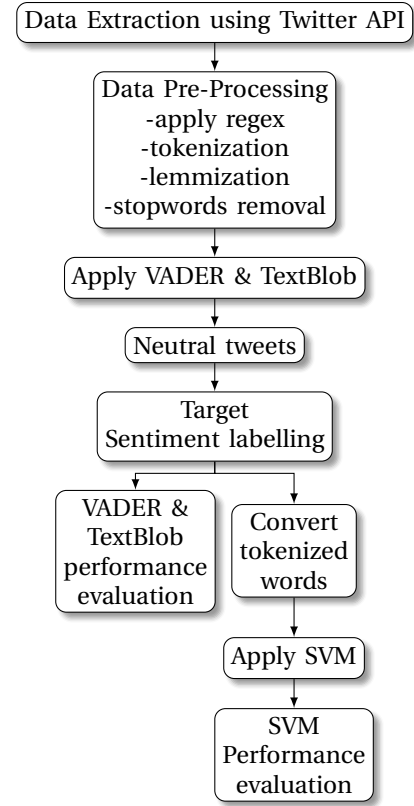 Data Extraction using Twitter API
Data Pre-Processing
-apply regex
-tokenization
-lemmization
-stopwords removal
Apply VADER & TextBlob
Neutral tweets
Target
Sentiment labelling
VADER &
TextBlob
performance
evaluation
Convert
tokenized
words
Apply SVM
SVM
Performance
evaluation